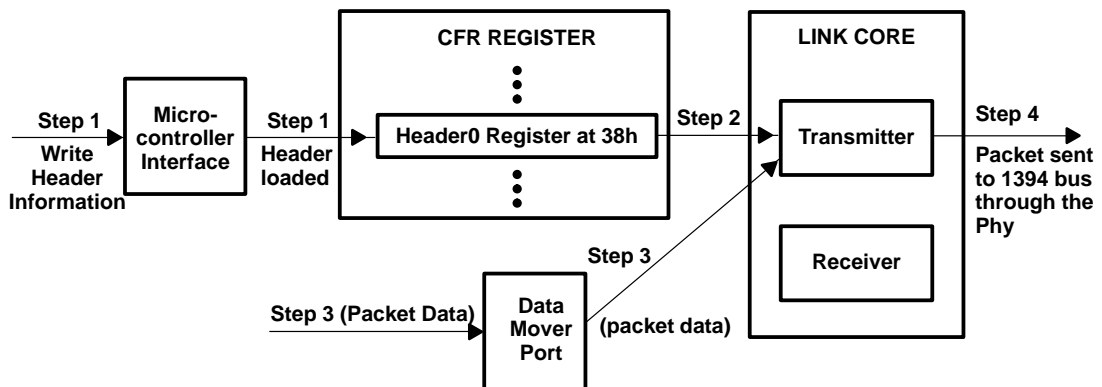 CFR REGISTER
LINK CORE
Step 1
Write
Header
Information
Micro-
controller
Interface
Step 1
Header
loaded
Header0 Register at 38h
Step 2
Transmitter
Step 4
Packet sent
to 1394 bus
through the
Phy
Receiver
Step 3 (Packet Data)
Data
Mover
Port
Step 3
(packet data)